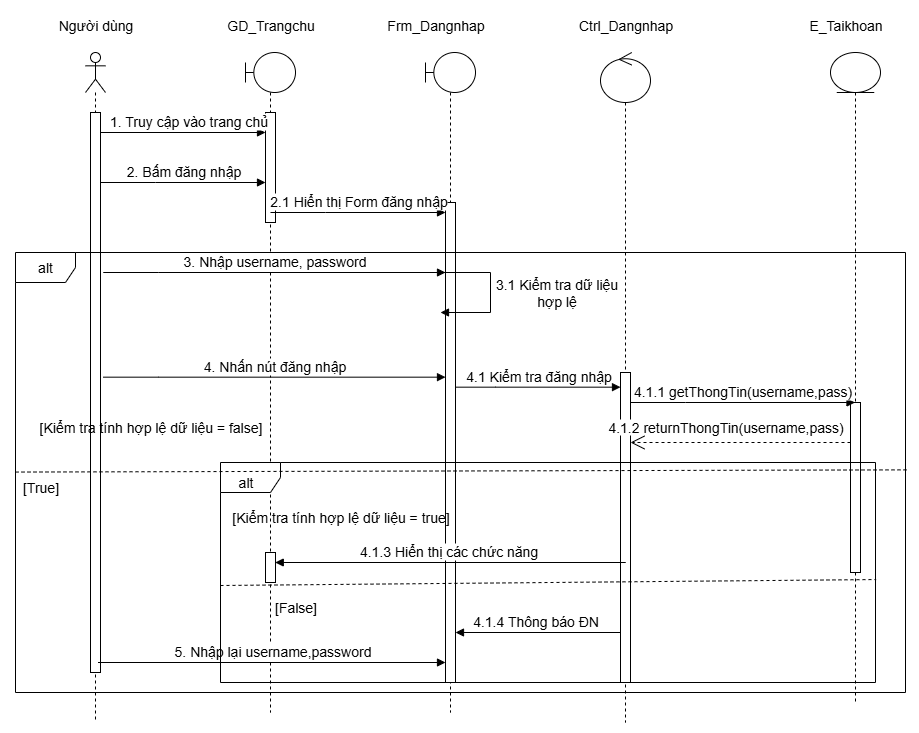 Người dùng
GD_Trangchu
Frm_Dangnhap
Ctrl_Dangnhap
E_Taikhoan
1. Truy cập vào trang chủ
2. Bấm đăng nhập
2.1 Hiển thị Form đăng nhập
alt
3. Nhập username, password
3.1 Kiểm tra dữ liệu
hợp lệ
4. Nhấn nút đăng nhập
4.1 Kiểm tra đăng nhập
4.1.1 getThongTin(username,pass)
[Kiểm tra tính hợp lệ dữ liệu = false]
4.1.2 returnThongTin(username,pass)
[True]
alt
[Kiểm tra tính hợp lệ dữ liệu = true]
4.1.3 Hiển thị các chức năng
[False]
4.1.4 Thông báo ĐN
5. Nhập lại username,password